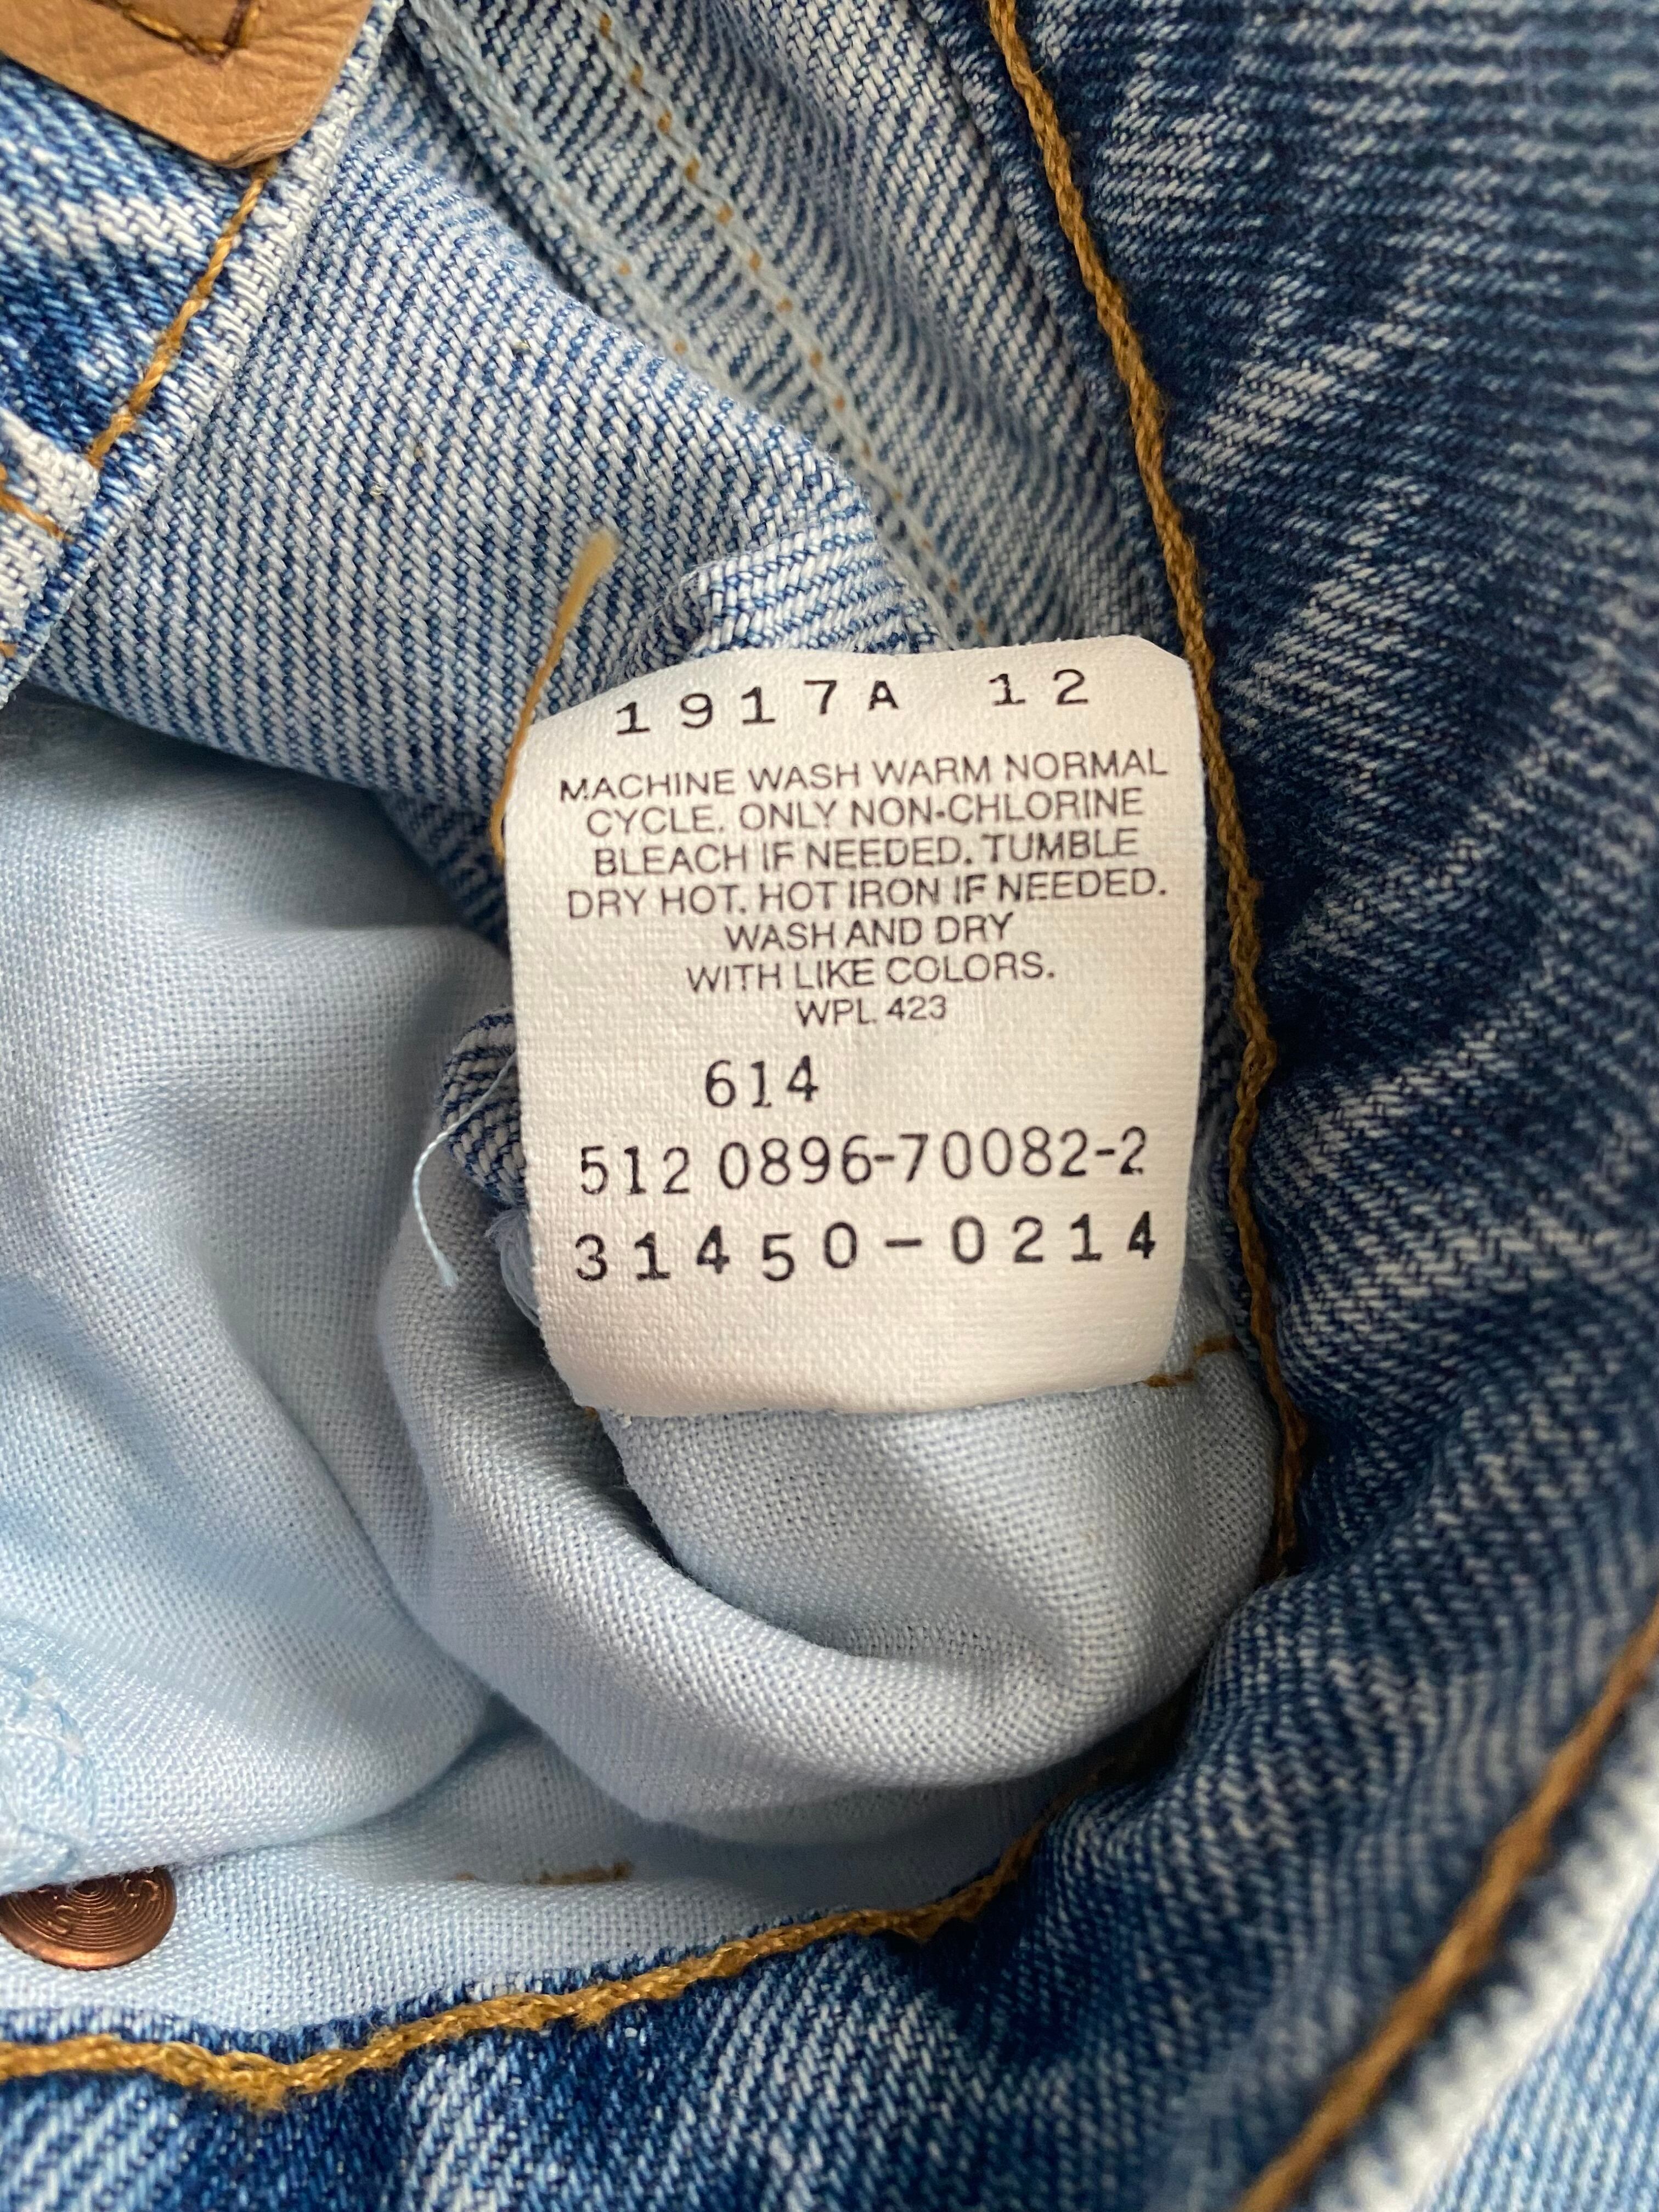 1917A 12
MACHINE WASH WARM NORMAL
CYCLE. ONLY NON-CHLORINE
BLEACH IF NEEDED. TUMBLE
DRY HOT. HOT IRON IF NEEDED.
WASH AND DRY
WITH LIKE COLORS.
WPL 423
614
512 0896-70082-2
31450-0214